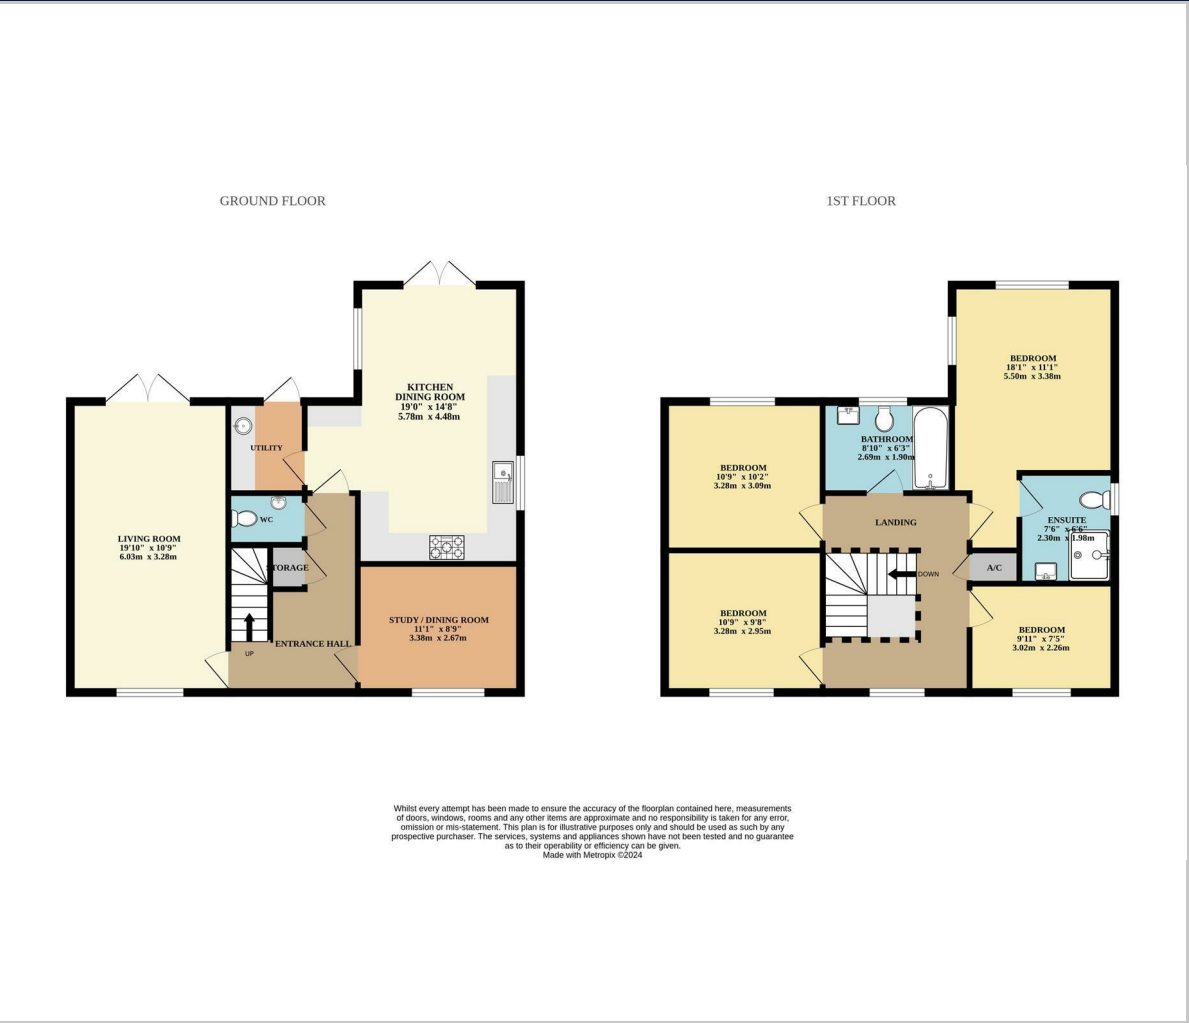 GROUND FLOOR
KITCHEN
DINING ROOM
19'0" x 14'8"
5.78m x 4.48m
UTILITY
WC
LIVING ROOM
19'10" x 10'9"
6.03m x 3.28m
STORAGE
STUDY / DINING ROOM
11'1" x 8'9"
3.38m x 2.67m
ENTRANCE HALL
UP
1ST FLOOR
BEDROOM
18'1" x 11'1"
5.50m x 3.38m
BATHROOM
8'10" x 6'3"
2.69m x 1.90m
BEDROOM
10'9" x 10'2"
3.28m x 3.09m
LANDING
ENSUITE
7'6" x 6'6"
2.30m x 1.98m
A/C
DOWN
BEDROOM
10'9" x 9'8"
3.28m x 2.95m
BEDROOM
9'11" x 7'5"
3.02m x 2.26m
Whilst every attempt has been made to ensure the accuracy of the floorplan contained here, measurements
of doors, windows, rooms and any other items are approximate and no responsibility is taken for any error,
omission or mis-statement. This plan is for illustrative purposes only and should be used as such by any
prospective purchaser. The services, systems and appliances shown have not been tested and no guarantee
as to their operability or efficiency can be given.
Made with Metropix ©2024